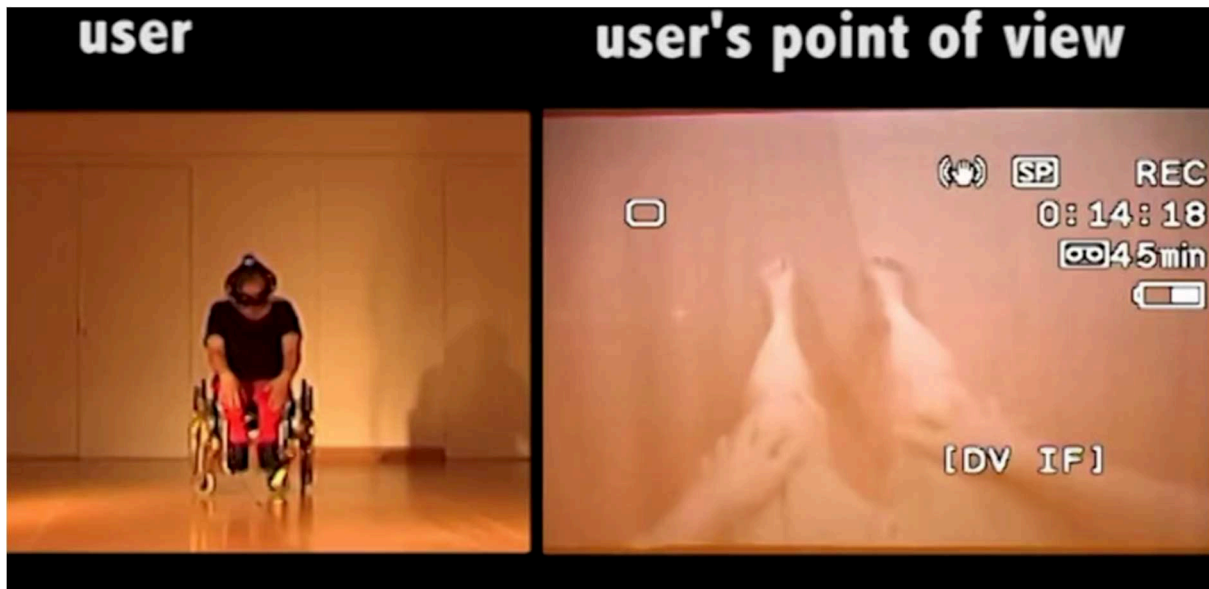 user
user's point of view
SP REC
0:14:18
45min
[DV IF]